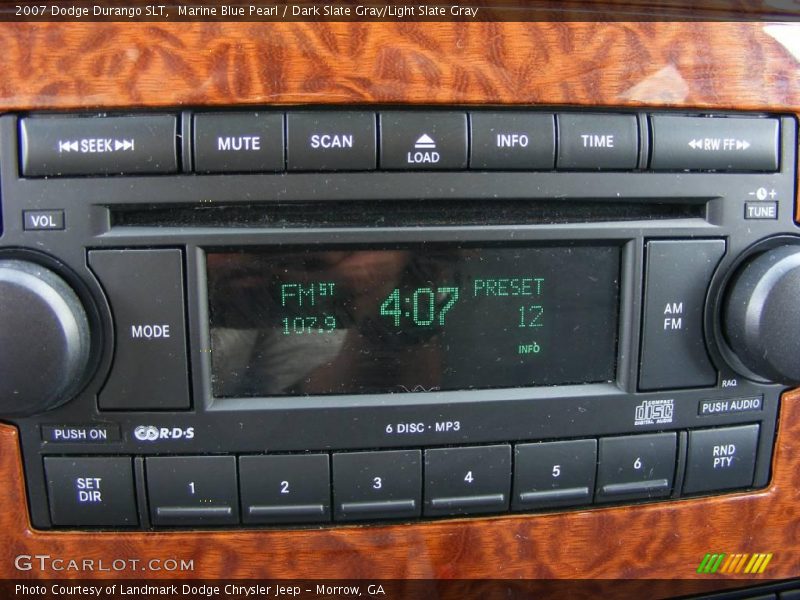 2007 Dodge Durango SLT,  Marine Blue Pearl / Dark Slate Gray/Light Slate Gray
SEEK MUTE SCAN LOAD INFO TIME RW FF
VOL - + TUNE
MODE FM ST 4:07 PRESET AM FM
107.9 12
INFO
RAQ
PUSH ON R·D·S 6 DISC · MP3 COMPACT disc DIGITAL AUDIO PUSH AUDIO
SET DIR 1 2 3 4 5 6 RND PTY
GTCARLOT.COM
Photo Courtesy of Landmark Dodge Chrysler Jeep – Morrow, GA